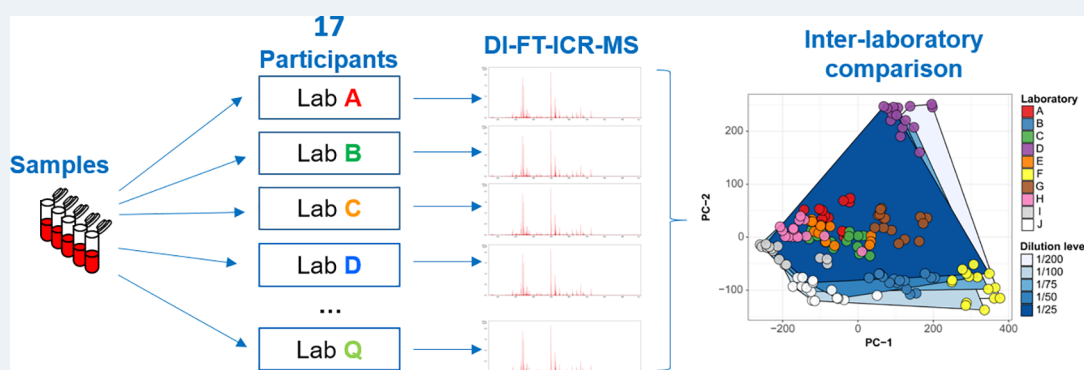 17
Participants
DI-FT-ICR-MS
Inter-laboratory
comparison
Samples
Lab A
Lab B
Lab C
Lab D
...
Lab Q
PC-2
200
100
0
−100
−200
0
200
400
PC-1
Laboratory
A
B
C
D
E
F
G
H
I
J
Dilution level
1/200
1/100
1/75
1/50
1/25